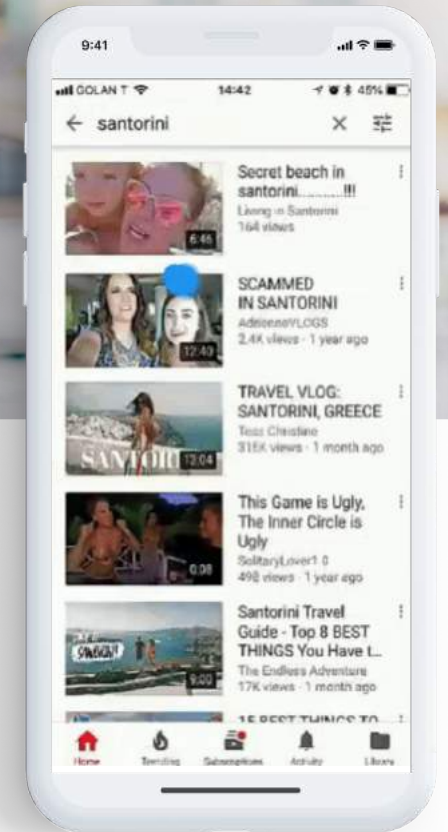 9:41
GOLAN T 14:42 45%
santorini
Secret beach in
santorini...........!!!
Living in Santorini
164 views
6:46
SCAMMED
IN SANTORINI
AdrienneVLOGS
2.4K views · 1 year ago
12:40
TRAVEL VLOG:
SANTORINI, GREECE
Tess Christine
316K views · 1 month ago
SANTORI
13:04
This Game is Ugly,
The Inner Circle is
Ugly
SolitaryLover1 0
498 views · 1 year ago
0:08
Santorini Travel
Guide - Top 8 BEST
THINGS You Have t...
The Endless Adventure
17K views · 1 month ago
9:00
15 BEST THINGS TO
Home
Trending
Subscriptions
Activity
Library